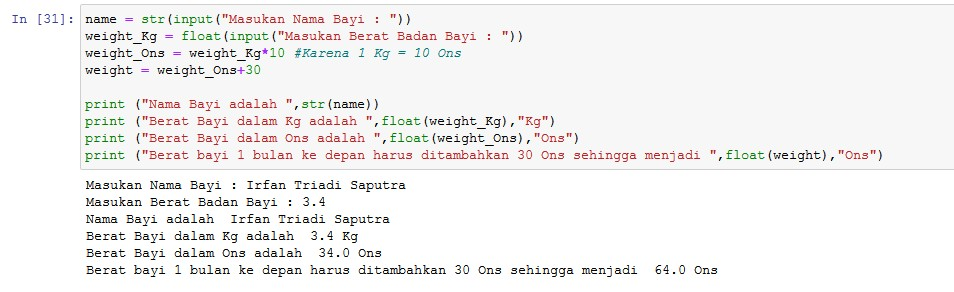 In [31]: name = str(input("Masukan Nama Bayi : "))
weight_Kg = float(input("Masukan Berat Badan Bayi : "))
weight_Ons = weight_Kg*10 #Karena 1 Kg = 10 Ons
weight = weight_Ons+30
print ("Nama Bayi adalah ",str(name))
print ("Berat Bayi dalam Kg adalah ",float(weight_Kg),"Kg")
print ("Berat Bayi dalam Ons adalah ",float(weight_Ons),"Ons")
print ("Berat bayi 1 bulan ke depan harus ditambahkan 30 Ons sehingga menjadi ",float(weight),"Ons")
Masukan Nama Bayi : Irfan Triadi Saputra
Masukan Berat Badan Bayi : 3.4
Nama Bayi adalah  Irfan Triadi Saputra
Berat Bayi dalam Kg adalah  3.4 Kg
Berat Bayi dalam Ons adalah  34.0 Ons
Berat bayi 1 bulan ke depan harus ditambahkan 30 Ons sehingga menjadi  64.0 Ons